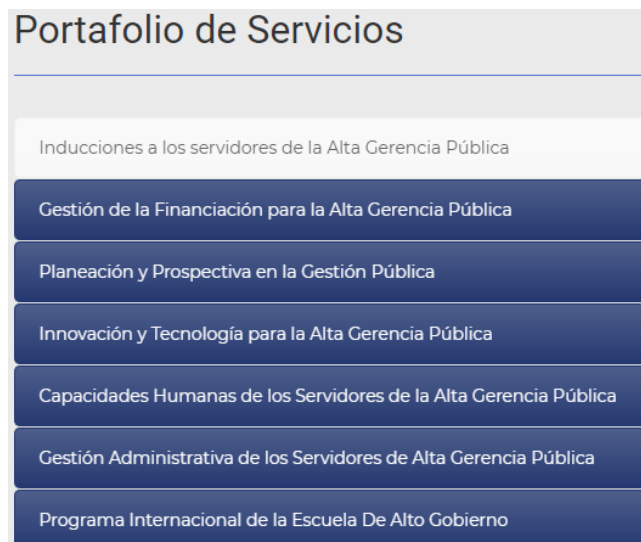 Portafolio de Servicios
Inducciones a los servidores de la Alta Gerencia Pública
Gestión de la Financiación para la Alta Gerencia Pública
Planeación y Prospectiva en la Gestión Pública
Innovación y Tecnología para la Alta Gerencia Pública
Capacidades Humanas de los Servidores de la Alta Gerencia Pública
Gestión Administrativa de los Servidores de Alta Gerencia Pública
Programa Internacional de la Escuela De Alto Gobierno